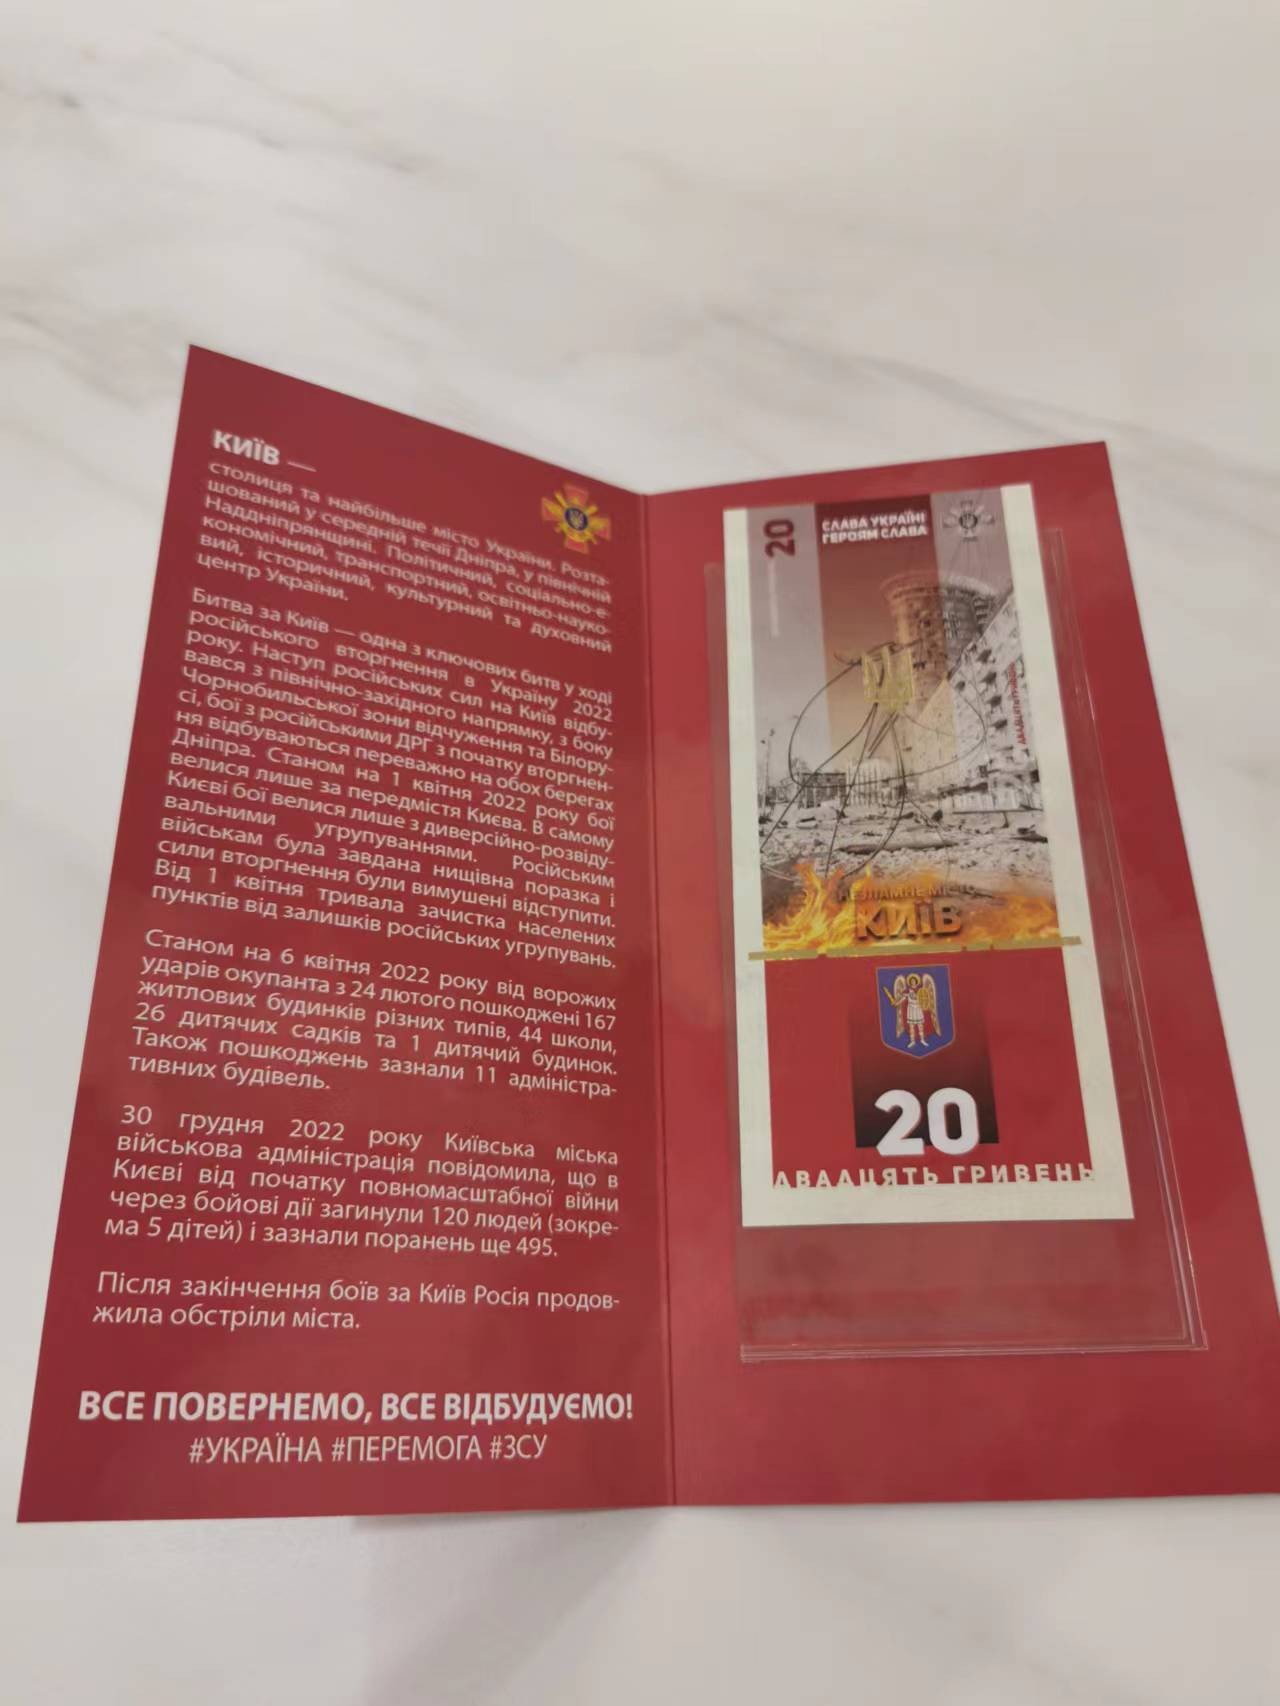 КИЇВ —
столиця та найбільше місто України. Розта-
шований у середній течії Дніпра, у північній
Наддніпрянщині. Політичний, соціально-е-
кономічний, транспортний, освітньо-науко-
вий, історичний, культурний та духовний
центр України.
Битва за Київ — одна з ключових битв у ході
російського вторгнення в Україну 2022
року. Наступ російських сил на Київ відбу-
вався з північно-західного напрямку, з боку
Чорнобильської зони відчуження та Білору-
сі, бої з російськими ДРГ з початку вторгнен-
ня відбуваються переважно на обох берегах
Дніпра. Станом на 1 квітня 2022 року бої
велися лише за передмістя Києва. В самому
Києві бої велися лише з диверсійно-розвіду-
вальними угрупуваннями. Російським
військам була завдана нищівна поразка і
сили вторгнення були вимушені відступити.
Від 1 квітня тривала зачистка населених
пунктів від залишків російських угрупувань.
Станом на 6 квітня 2022 року від ворожих
ударів окупанта з 24 лютого пошкоджені 167
житлових будинків різних типів, 44 школи,
26 дитячих садків та 1 дитячий будинок.
Також пошкоджень зазнали 11 адміністра-
тивних будівель.
30 грудня 2022 року Київська міська
військова адміністрація повідомила, що в
Києві від початку повномасштабної війни
через бойові дії загинули 120 людей (зокре-
ма 5 дітей) і зазнали поранень ще 495.
Після закінчення боїв за Київ Росія продов-
жила обстріли міста.
ВСЕ ПОВЕРНЕМО, ВСЕ ВІДБУДУЄМО!
#УКРАЇНА #ПЕРЕМОГА #ЗСУ
20
СЛАВА УКРАЇНІ
ГЕРОЯМ СЛАВА
ДВАДЦЯТЬ ГРИВЕНЬ
НЕЗЛАМНЕ МІСТО
КИЇВ
20
ДВАДЦЯТЬ ГРИВЕНЬ